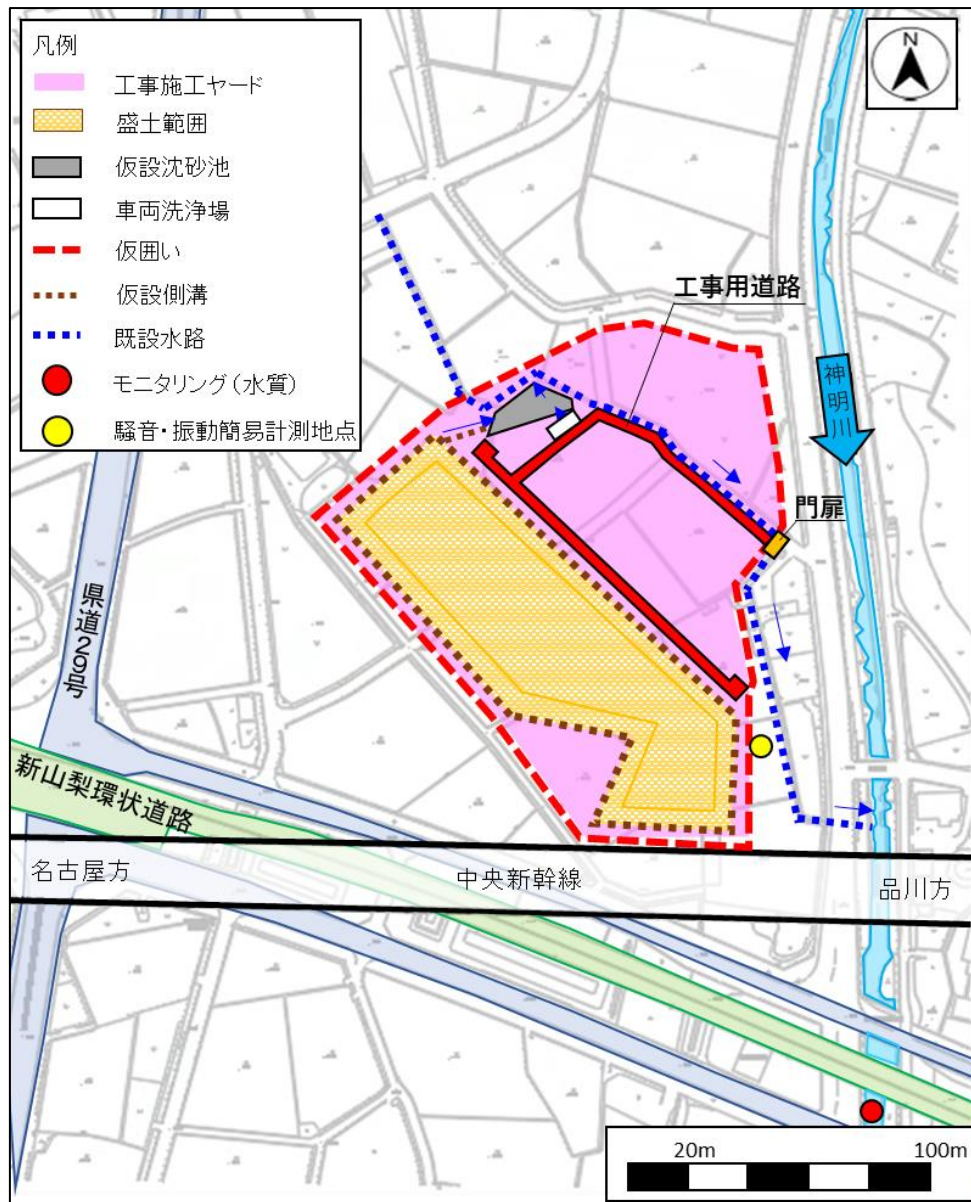 凡例
工事施工ヤード
盛土範囲
仮設沈砂池
車両洗浄場
仮囲い
仮設側溝
既設水路
モニタリング（水質）
騒音・振動簡易計測地点
N
工事用道路
神明川
門扉
県道29号
新山梨環状道路
名古屋方
中央新幹線
品川方
20m
100m